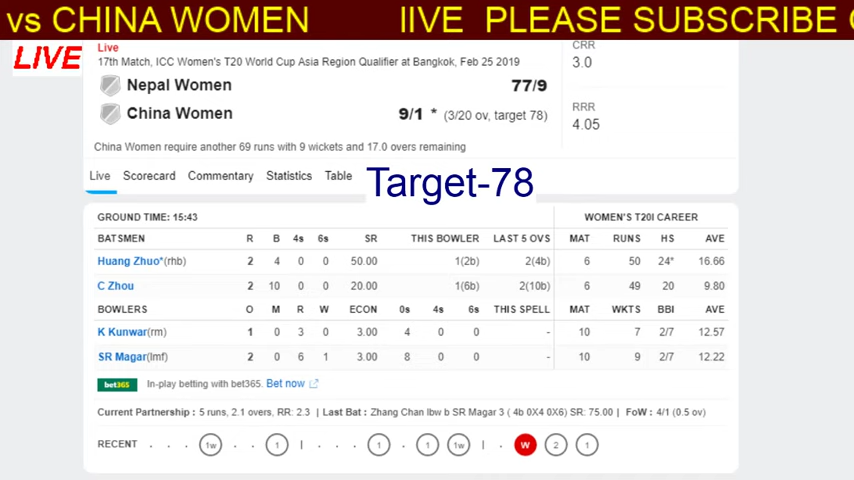 vs CHINA WOMEN IIVE PLEASE SUBSCRIBE
LIVE
Live
17th Match, ICC Women's T20 World Cup Asia Region Qualifier at Bangkok, Feb 25 2019
Nepal Women 77/9
China Women 9/1 * (3/20 ov, target 78)
China Women require another 69 runs with 9 wickets and 17.0 overs remaining
CRR
3.0
RRR
4.05
Live Scorecard Commentary Statistics Table
Target-78
GROUND TIME: 15:43 WOMEN'S T20I CAREER
BATSMEN R B 4s 6s SR THIS BOWLER LAST 5 OVS MAT RUNS HS AVE
Huang Zhuo*(rhb) 2 4 0 0 50.00 1(2b) 2(4b) 6 50 24* 16.66
C Zhou 2 10 0 0 20.00 1(6b) 2(10b) 6 49 20 9.80
BOWLERS O M R W ECON 0s 4s 6s THIS SPELL MAT WKTS BBI AVE
K Kunwar(rm) 1 0 3 0 3.00 4 0 0 - 10 7 2/7 12.57
SR Magar(lmf) 2 0 6 1 3.00 8 0 0 - 10 9 2/7 12.22
bet365 In-play betting with bet365. Bet now
Current Partnership : 5 runs, 2.1 overs, RR: 2.3 | Last Bat : Zhang Chan lbw b SR Magar 3 ( 4b 0X4 0X6) SR: 75.00 | FoW : 4/1 (0.5 ov)
RECENT . . . 1w . . 1 | . . . 1 . 1 1w | . W 2 1